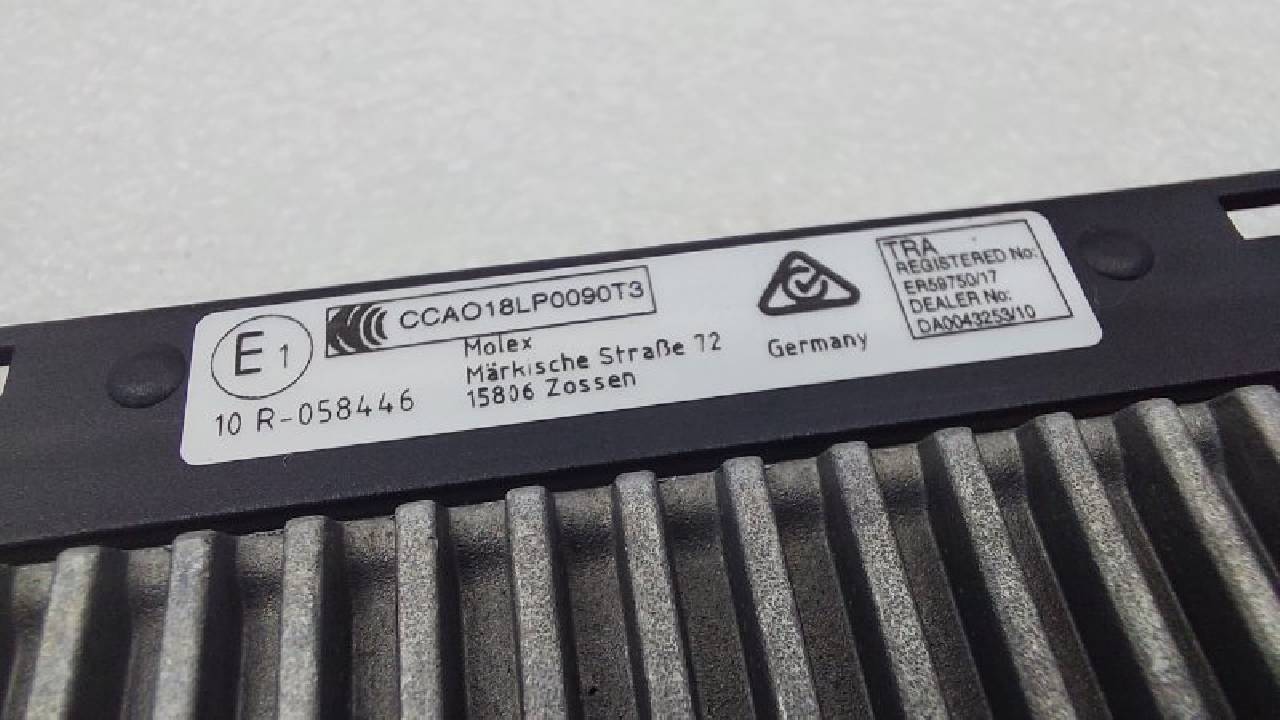 E 1
10 R-058446
CCAO18LP0090T3
Molex
Märkische Straße 72
15806 Zossen
Germany
TRA
REGISTERED No:
ER59750/17
DEALER No:
DA0043253/10